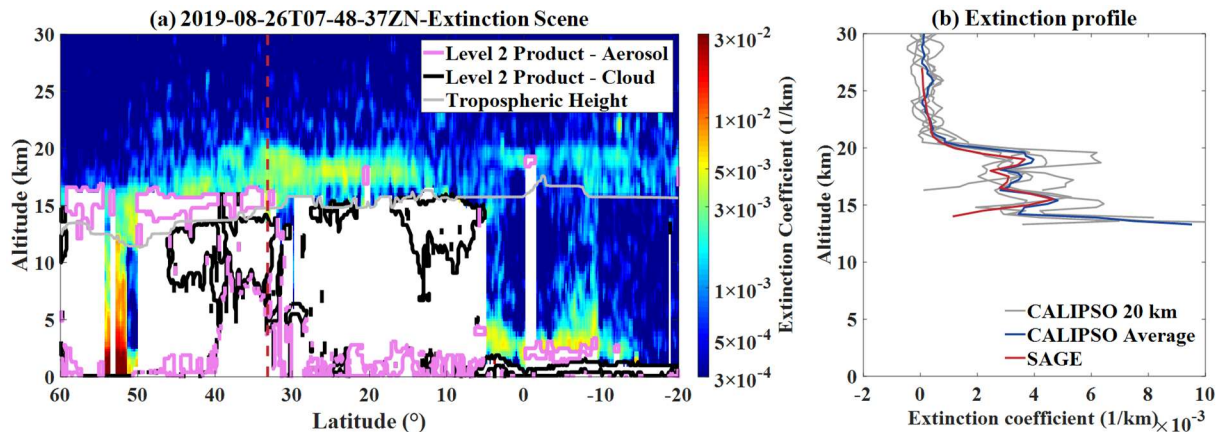 (a) 2019-08-26T07-48-37ZN-Extinction Scene
30
25
20
15
10
5
0
Altitude (km)
60
50
40
30
20
10
0
-10
-20
Latitude (°)
Level 2 Product - Aerosol
Level 2 Product - Cloud
Tropospheric Height
3×10⁻²
1×10⁻²
5×10⁻³
3×10⁻³
1×10⁻³
5×10⁻⁴
3×10⁻⁴
Extinction Coefficient (1/km)
(b) Extinction profile
30
25
20
15
10
5
0
Altitude (km)
-2
0
2
4
6
8
10
Extinction coefficient (1/km)
×10⁻³
CALIPSO 20 km
CALIPSO Average
SAGE